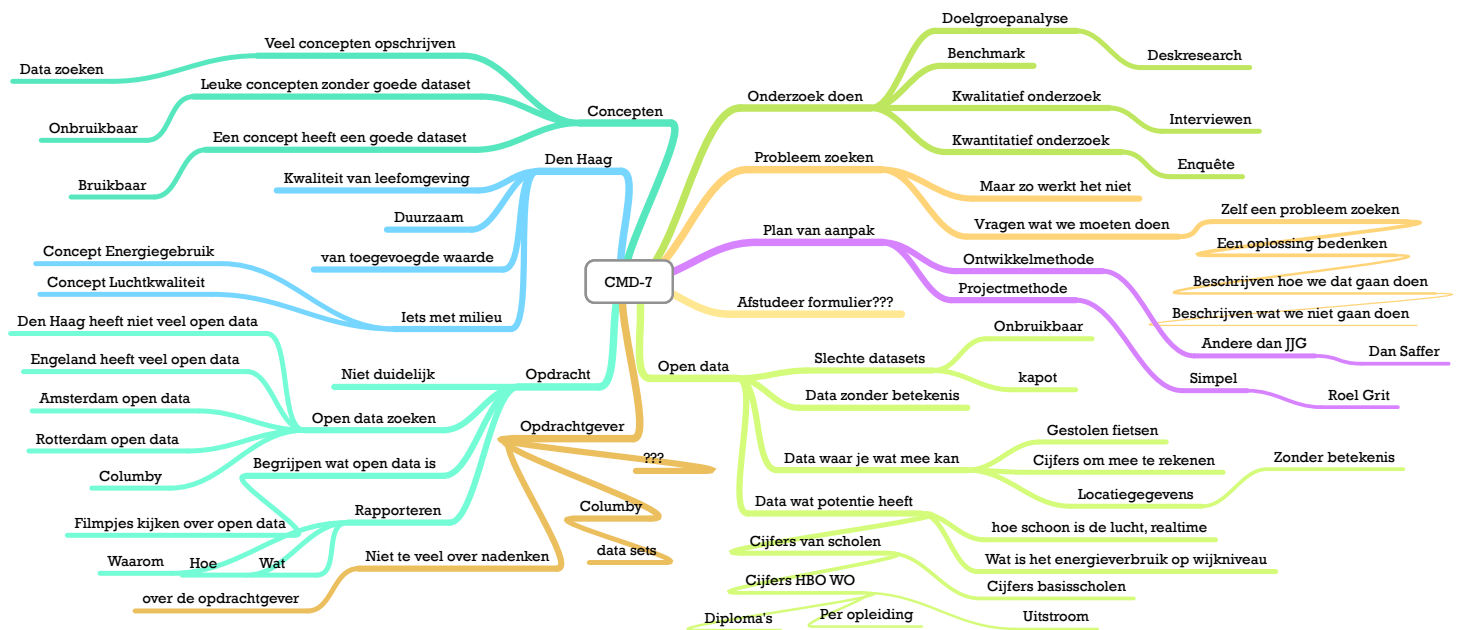 CMD-7
Concepten
Veel concepten opschrijven
Data zoeken
Leuke concepten zonder goede dataset
Onbruikbaar
Een concept heeft een goede dataset
Bruikbaar
Den Haag
Kwaliteit van leefomgeving
Duurzaam
van toegevoegde waarde
Iets met milieu
Concept Energiegebruik
Concept Luchtkwaliteit
Opdracht
Niet duidelijk
Open data zoeken
Den Haag heeft niet veel open data
Engeland heeft veel open data
Amsterdam open data
Rotterdam open data
Columby
Begrijpen wat open data is
Filmpjes kijken over open data
Rapporteren
Waarom
Hoe
Wat
Opdrachtgever
???
Columby
data sets
Niet te veel over nadenken
over de opdrachtgever
Onderzoek doen
Doelgroepanalyse
Deskresearch
Benchmark
Kwalitatief onderzoek
Interviewen
Kwantitatief onderzoek
Enquête
Probleem zoeken
Maar zo werkt het niet
Vragen wat we moeten doen
Zelf een probleem zoeken
Een oplossing bedenken
Beschrijven hoe we dat gaan doen
Beschrijven wat we niet gaan doen
Plan van aanpak
Ontwikkelmethode
Andere dan JJG
Dan Saffer
Projectmethode
Simpel
Roel Grit
Afstudeer formulier???
Open data
Slechte datasets
Onbruikbaar
kapot
Data zonder betekenis
Data waar je wat mee kan
Gestolen fietsen
Cijfers om mee te rekenen
Locatiegegevens
Zonder betekenis
Data wat potentie heeft
hoe schoon is de lucht, realtime
Wat is het energieverbruik op wijkniveau
Cijfers van scholen
Cijfers basisscholen
Cijfers HBO WO
Diploma's
Per opleiding
Uitstroom